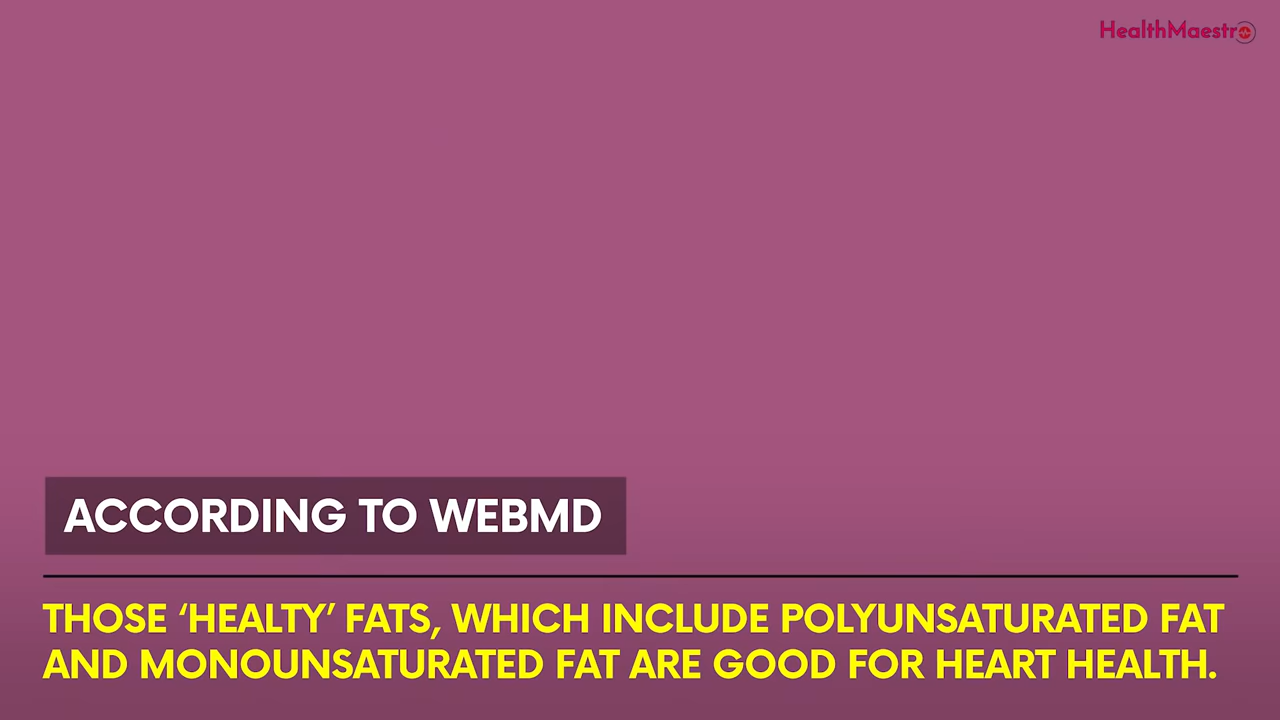 HealthMaestro
ACCORDING TO WEBMD
THOSE ‘HEALTY’ FATS, WHICH INCLUDE POLYUNSATURATED FAT
AND MONOUNSATURATED FAT ARE GOOD FOR HEART HEALTH.